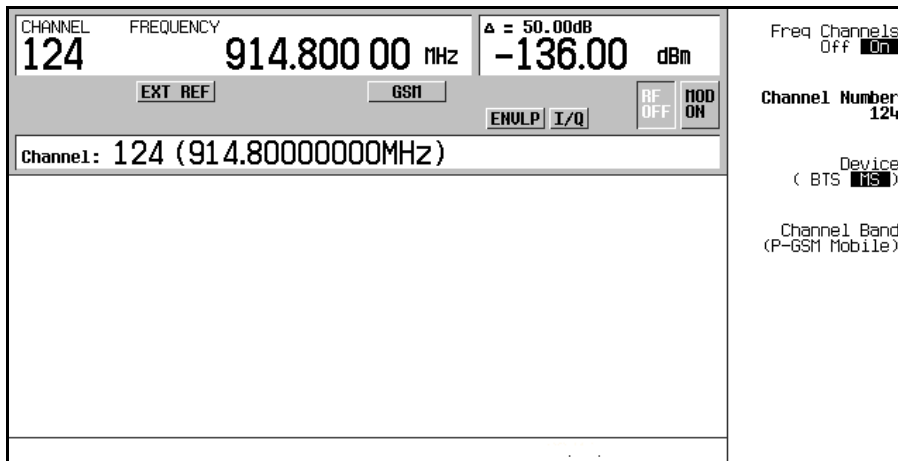 CHANNEL FREQUENCY
124 914.800 00 MHz
Δ = 50.00dB
-136.00 dBm
EXT REF GSM
ENVLP I/Q
RF OFF
MOD ON
Channel: 124 (914.80000000MHz)
Freq Channels
Off On
Channel Number
124
Device
( BTS MS )
Channel Band
(P-GSM Mobile)